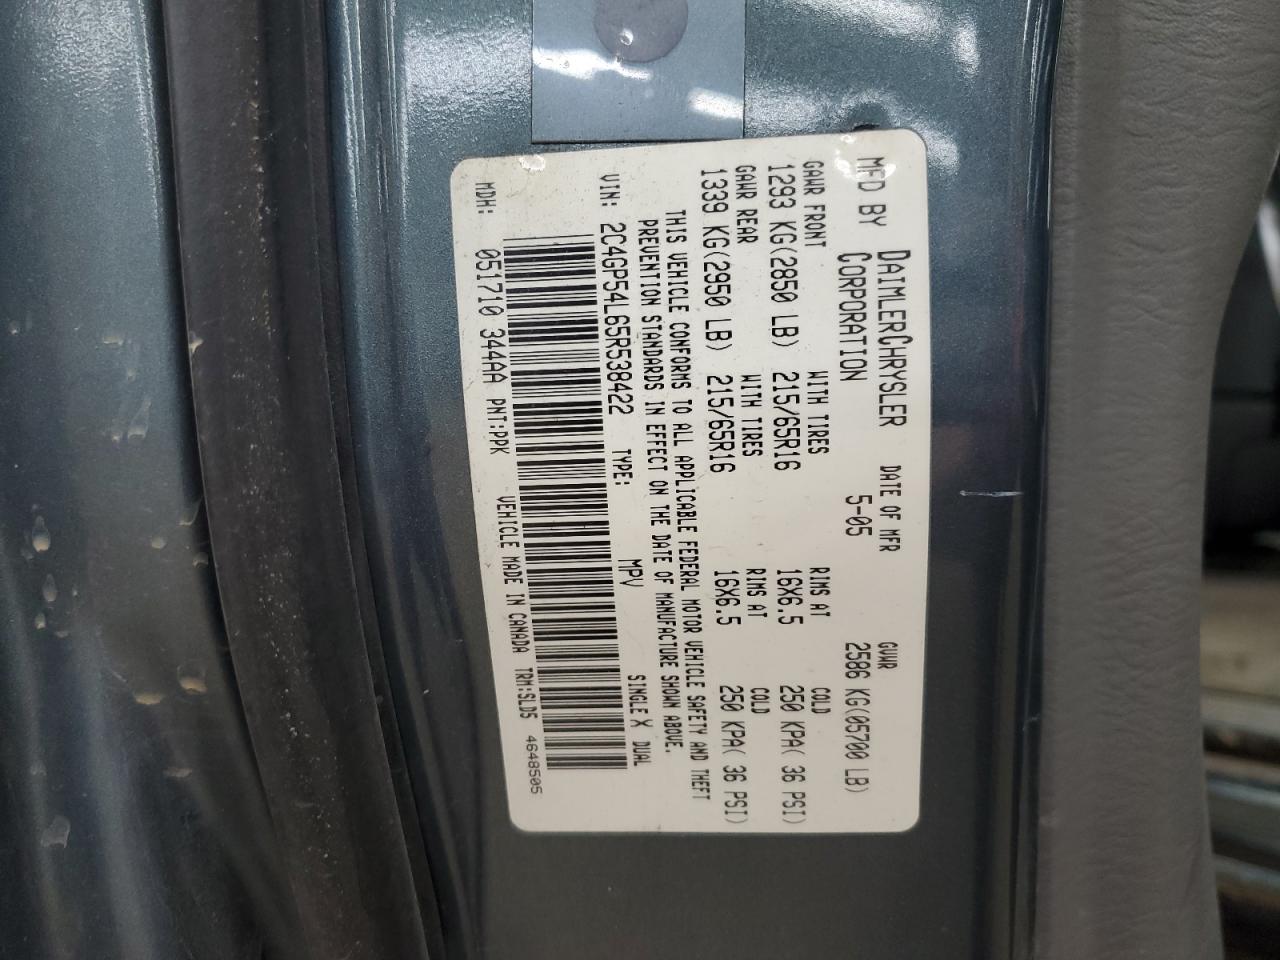 MFD BY DAIMLERCHRYSLER CORPORATION
DATE OF MFR 5-05
GVWR 2586 KG(05700 LB)
GAWR FRONT WITH TIRES RIMS AT COLD
1293 KG(2850 LB) 215/65R16 16X6.5 250 KPA( 36 PSI)
GAWR REAR WITH TIRES RIMS AT COLD
1339 KG(2950 LB) 215/65R16 16X6.5 250 KPA( 36 PSI)
THIS VEHICLE CONFORMS TO ALL APPLICABLE FEDERAL MOTOR VEHICLE SAFETY AND THEFT
PREVENTION STANDARDS IN EFFECT ON THE DATE OF MANUFACTURE SHOWN ABOVE.
VIN: 2C4GP54L65R538422 TYPE: MPV SINGLE X DUAL
MDH: 051710 344AA PNT:PPK VEHICLE MADE IN CANADA TRM:SLD5 4648505